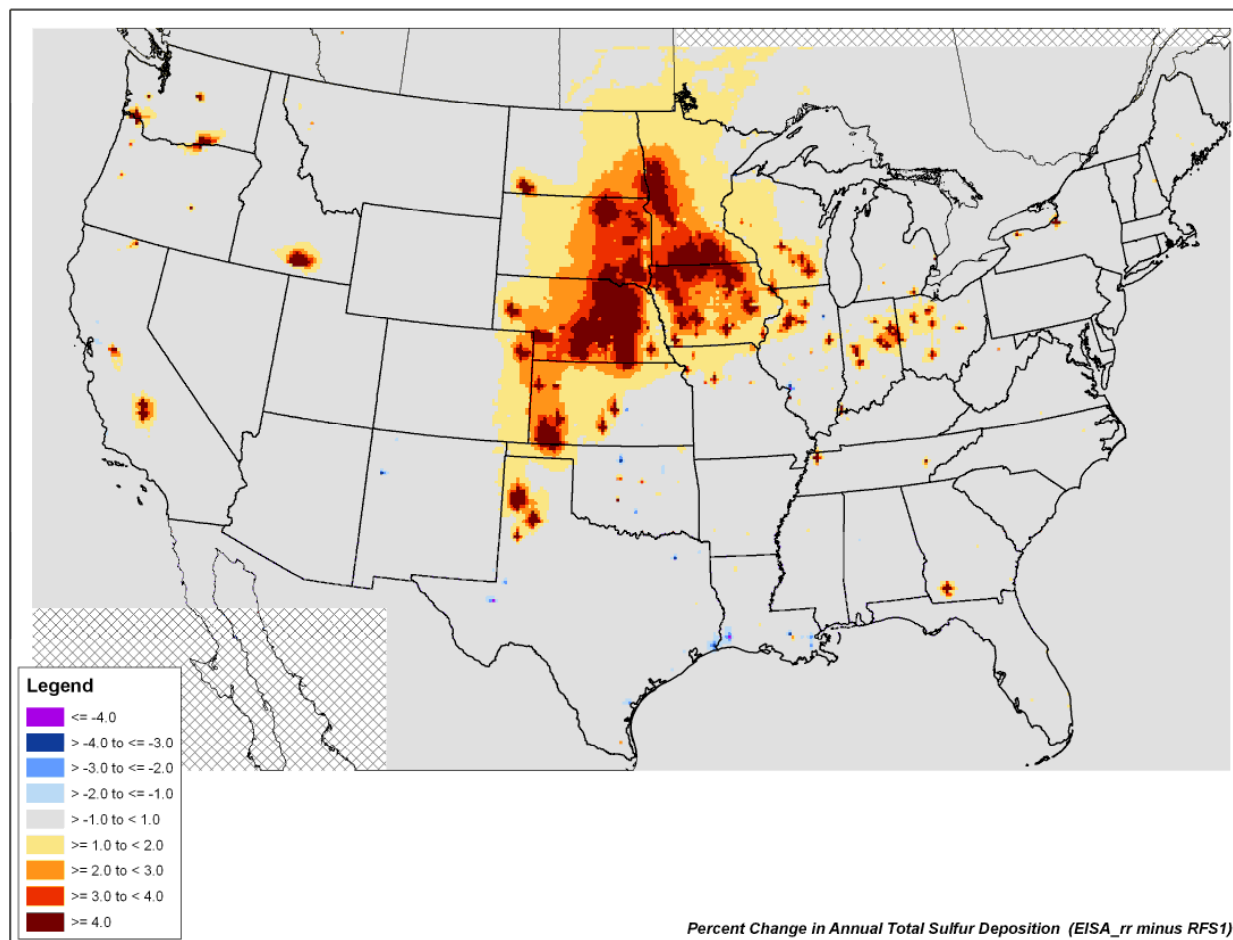 Legend
<= -4.0
> -4.0 to <= -3.0
> -3.0 to <= -2.0
> -2.0 to <= -1.0
> -1.0 to < 1.0
>= 1.0 to < 2.0
>= 2.0 to < 3.0
>= 3.0 to < 4.0
>= 4.0
Percent Change in Annual Total Sulfur Deposition (EISA_rr minus RFS1)